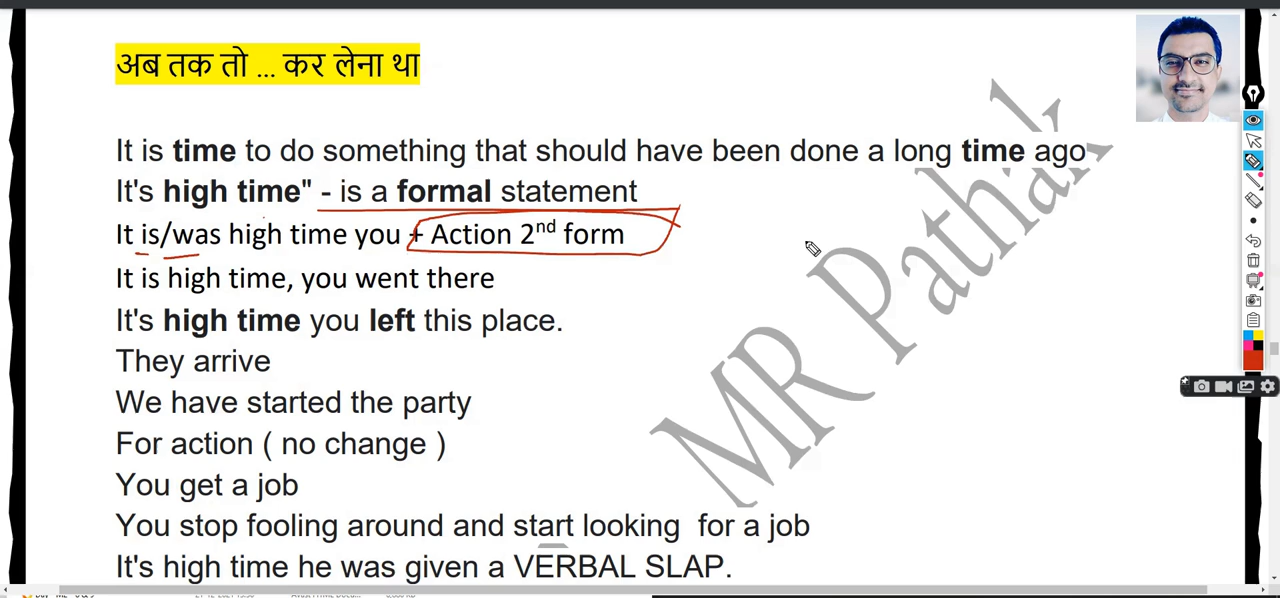 अब तक तो ... कर लेना था
It is time to do something that should have been done a long time ago
It's high time" - is a formal statement
It is/was high time you + Action 2nd form
It is high time, you went there
It's high time you left this place.
They arrive
We have started the party
For action ( no change )
You get a job
You stop fooling around and start looking for a job
It's high time he was given a VERBAL SLAP.
MR Pathak